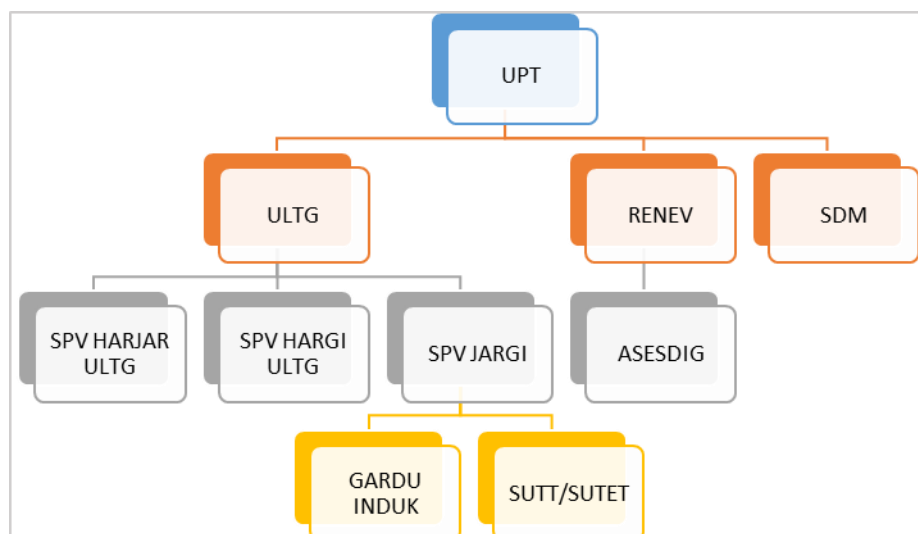 UPT
ULTG
RENEV
SDM
SPV HARJAR
ULTG
SPV HARGI
ULTG
SPV JARGI
ASESDIG
GARDU
INDUK
SUTT/SUTET